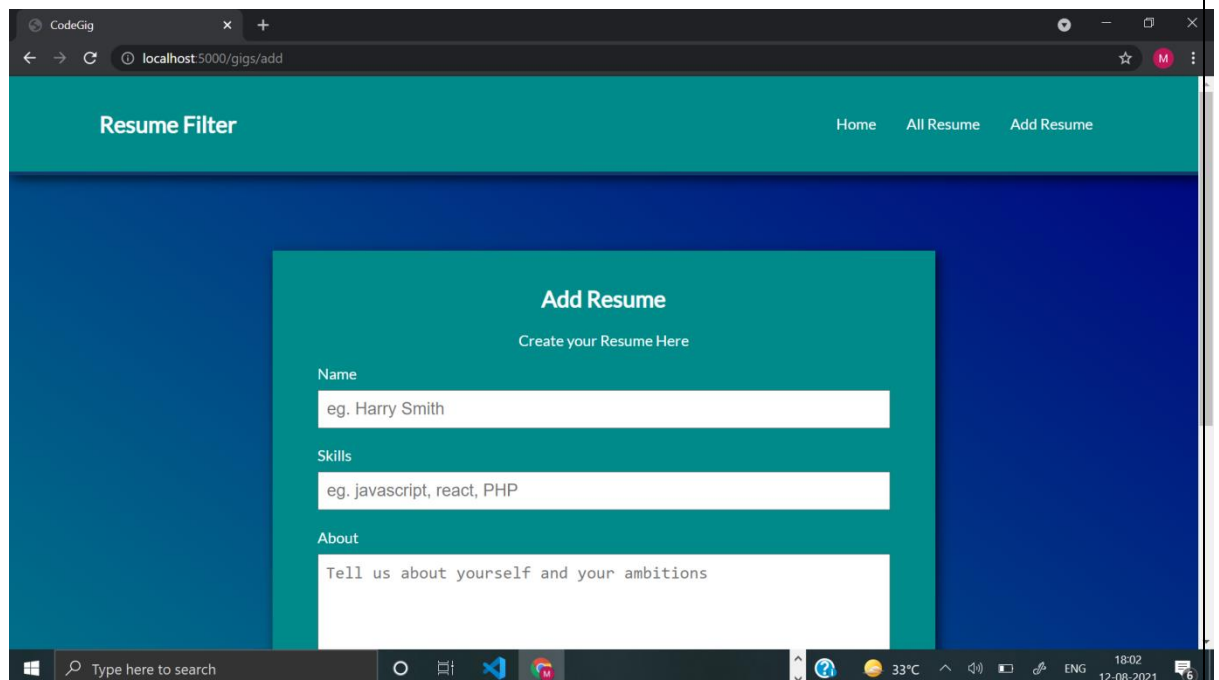 CodeGig
localhost:5000/gigs/add
M
Resume Filter
Home All Resume Add Resume
Add Resume
Create your Resume Here
Name
eg. Harry Smith
Skills
eg. javascript, react, PHP
About
Tell us about yourself and your ambitions
Type here to search
33°C
ENG
18:02
12-08-2021
6